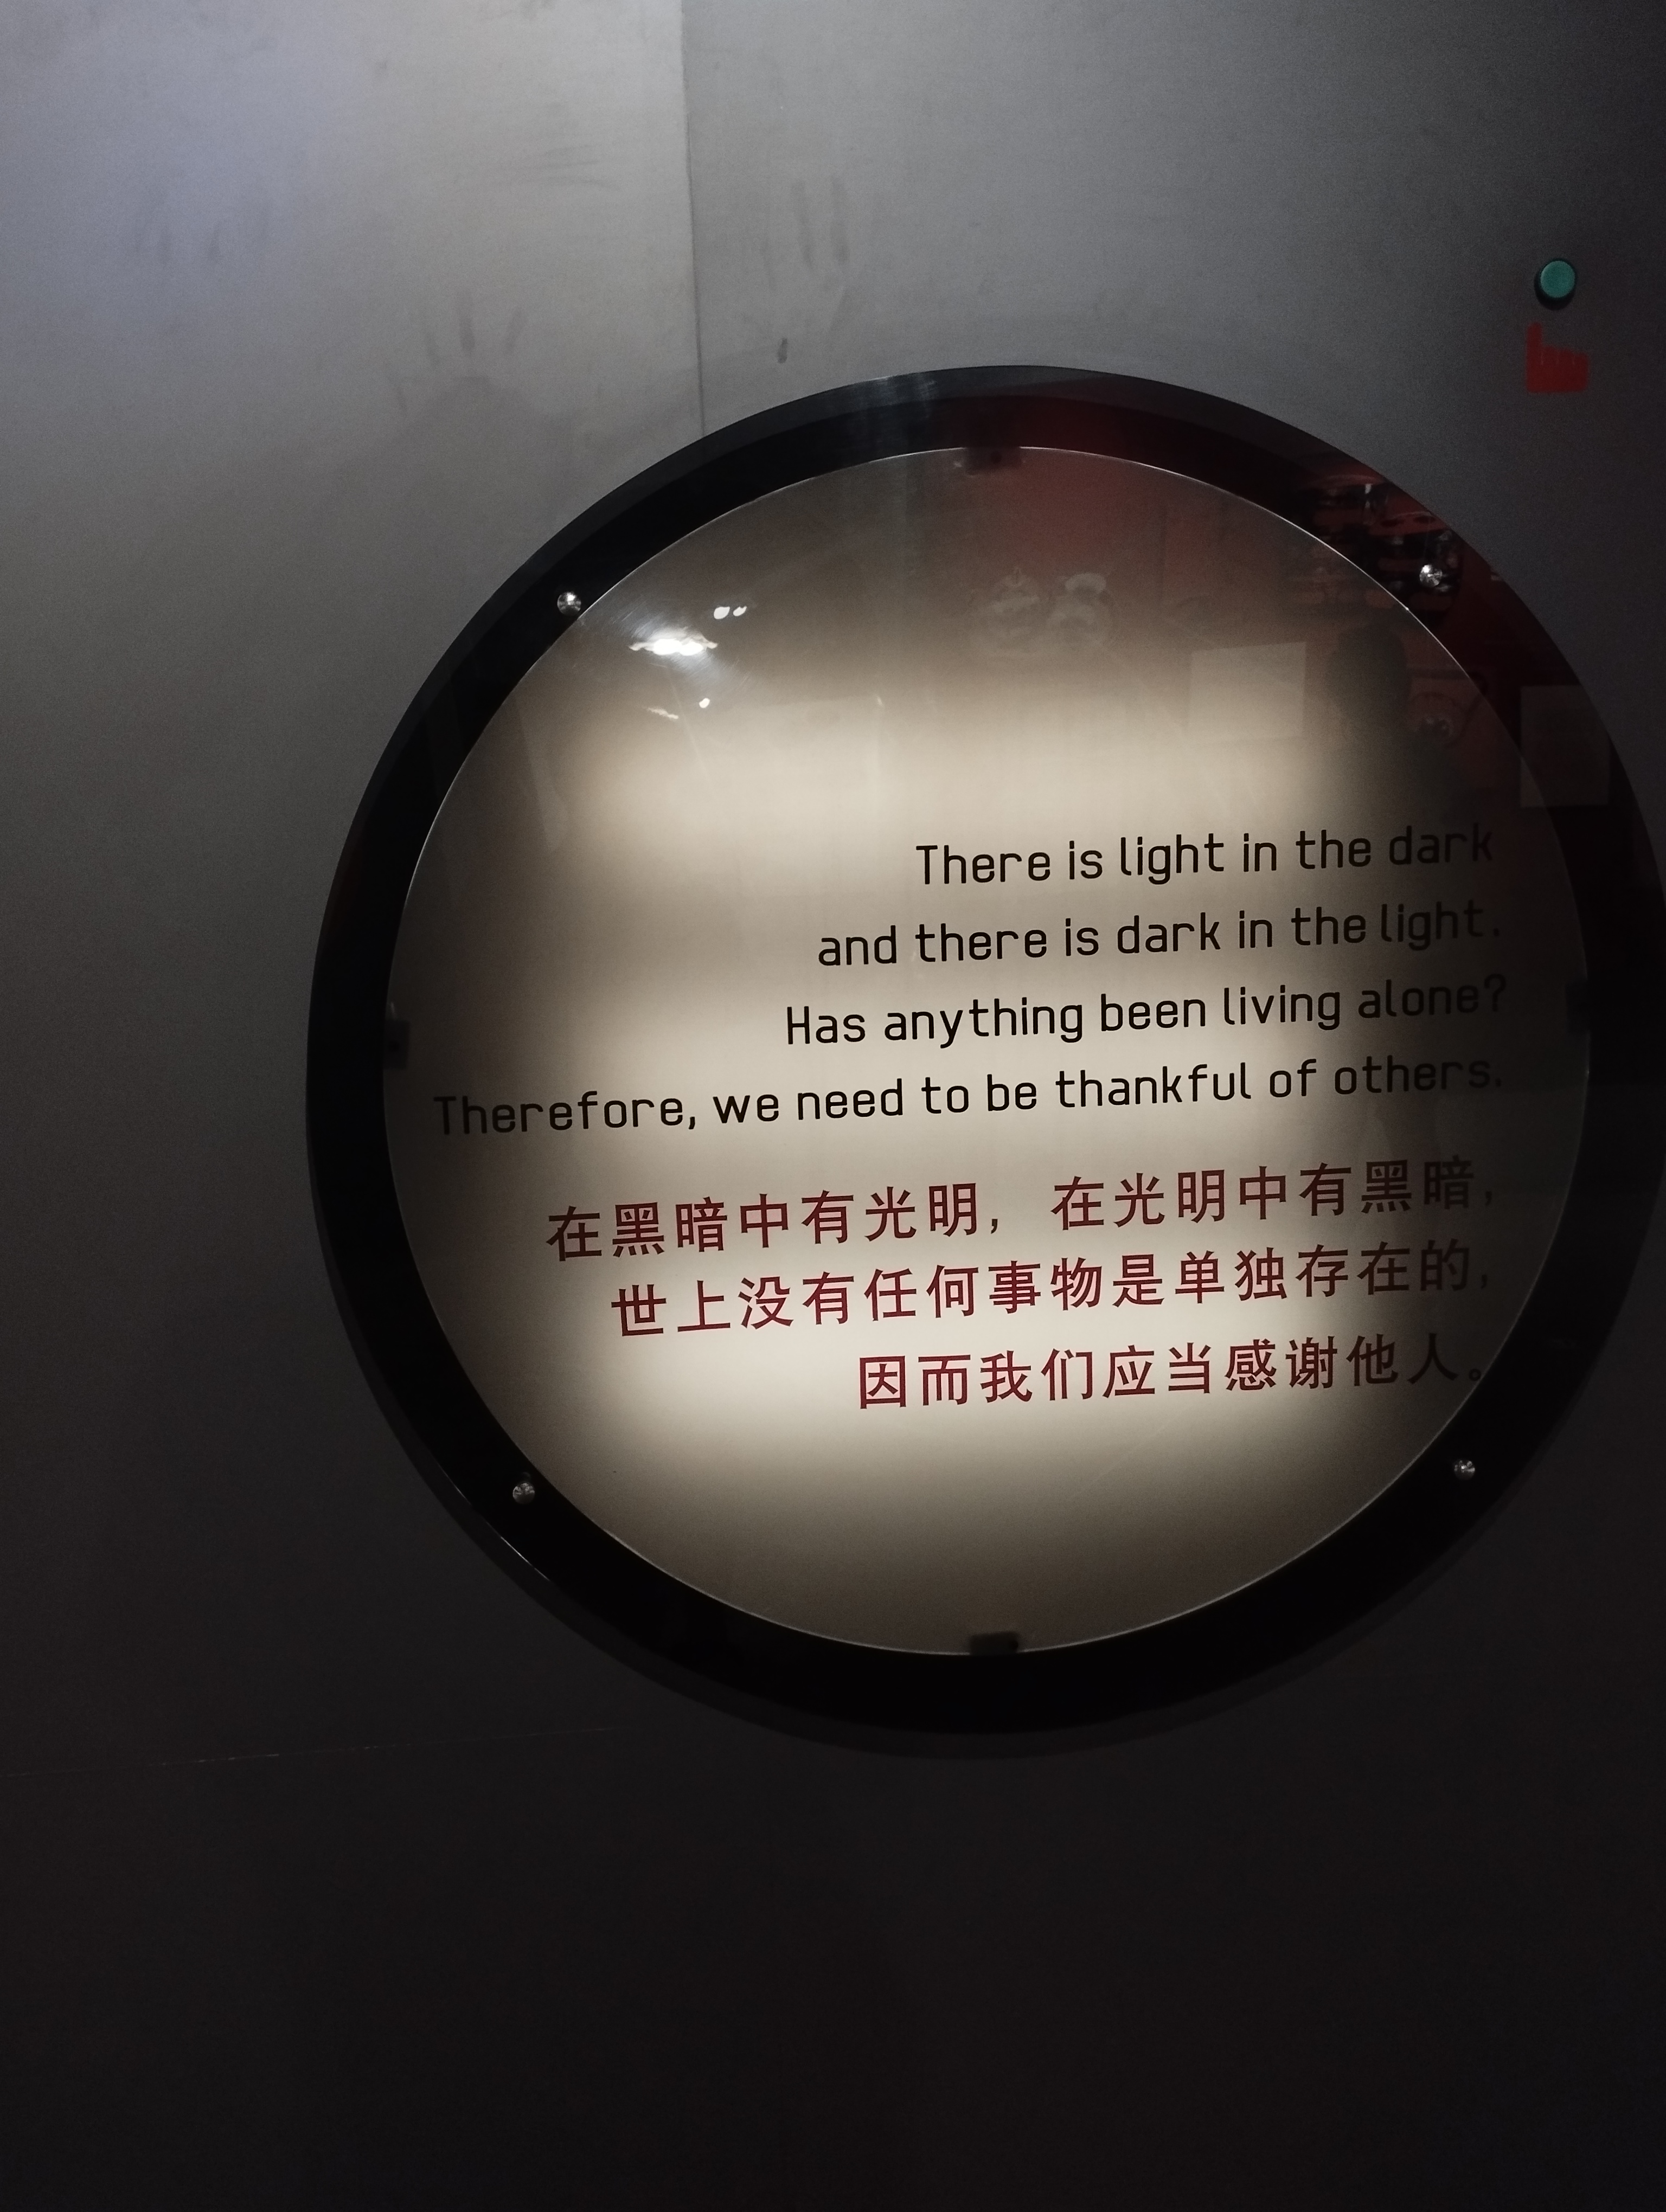 There is light in the dark
and there is dark in the light.
Has anything been living alone?
Therefore, we need to be thankful of others.
在黑暗中有光明，在光明中有黑暗，
世上没有任何事物是单独存在的，
因而我们应当感谢他人。